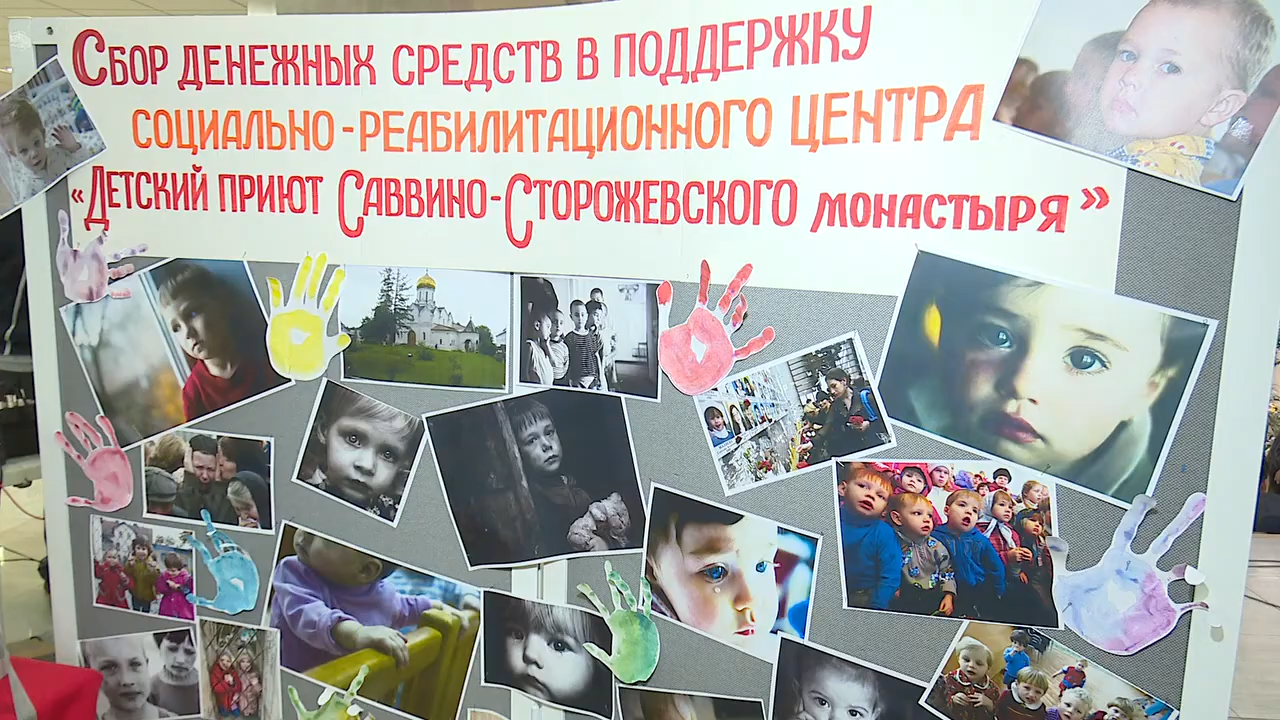 Сбор денежных средств в поддержку
социально-реабилитационного центра
«Детский приют Саввино-Сторожевского монастыря»